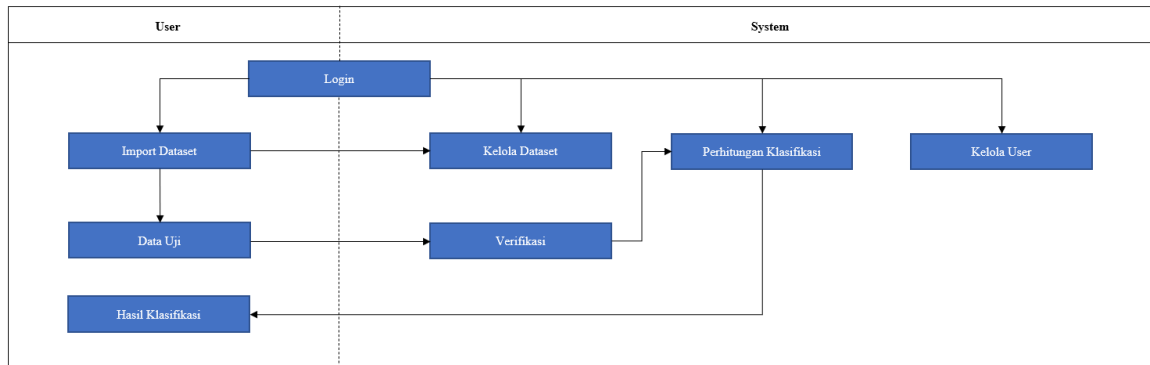 User
System
Login
Import Dataset
Kelola Dataset
Perhitungan Klasifikasi
Kelola User
Data Uji
Verifikasi
Hasil Klasifikasi